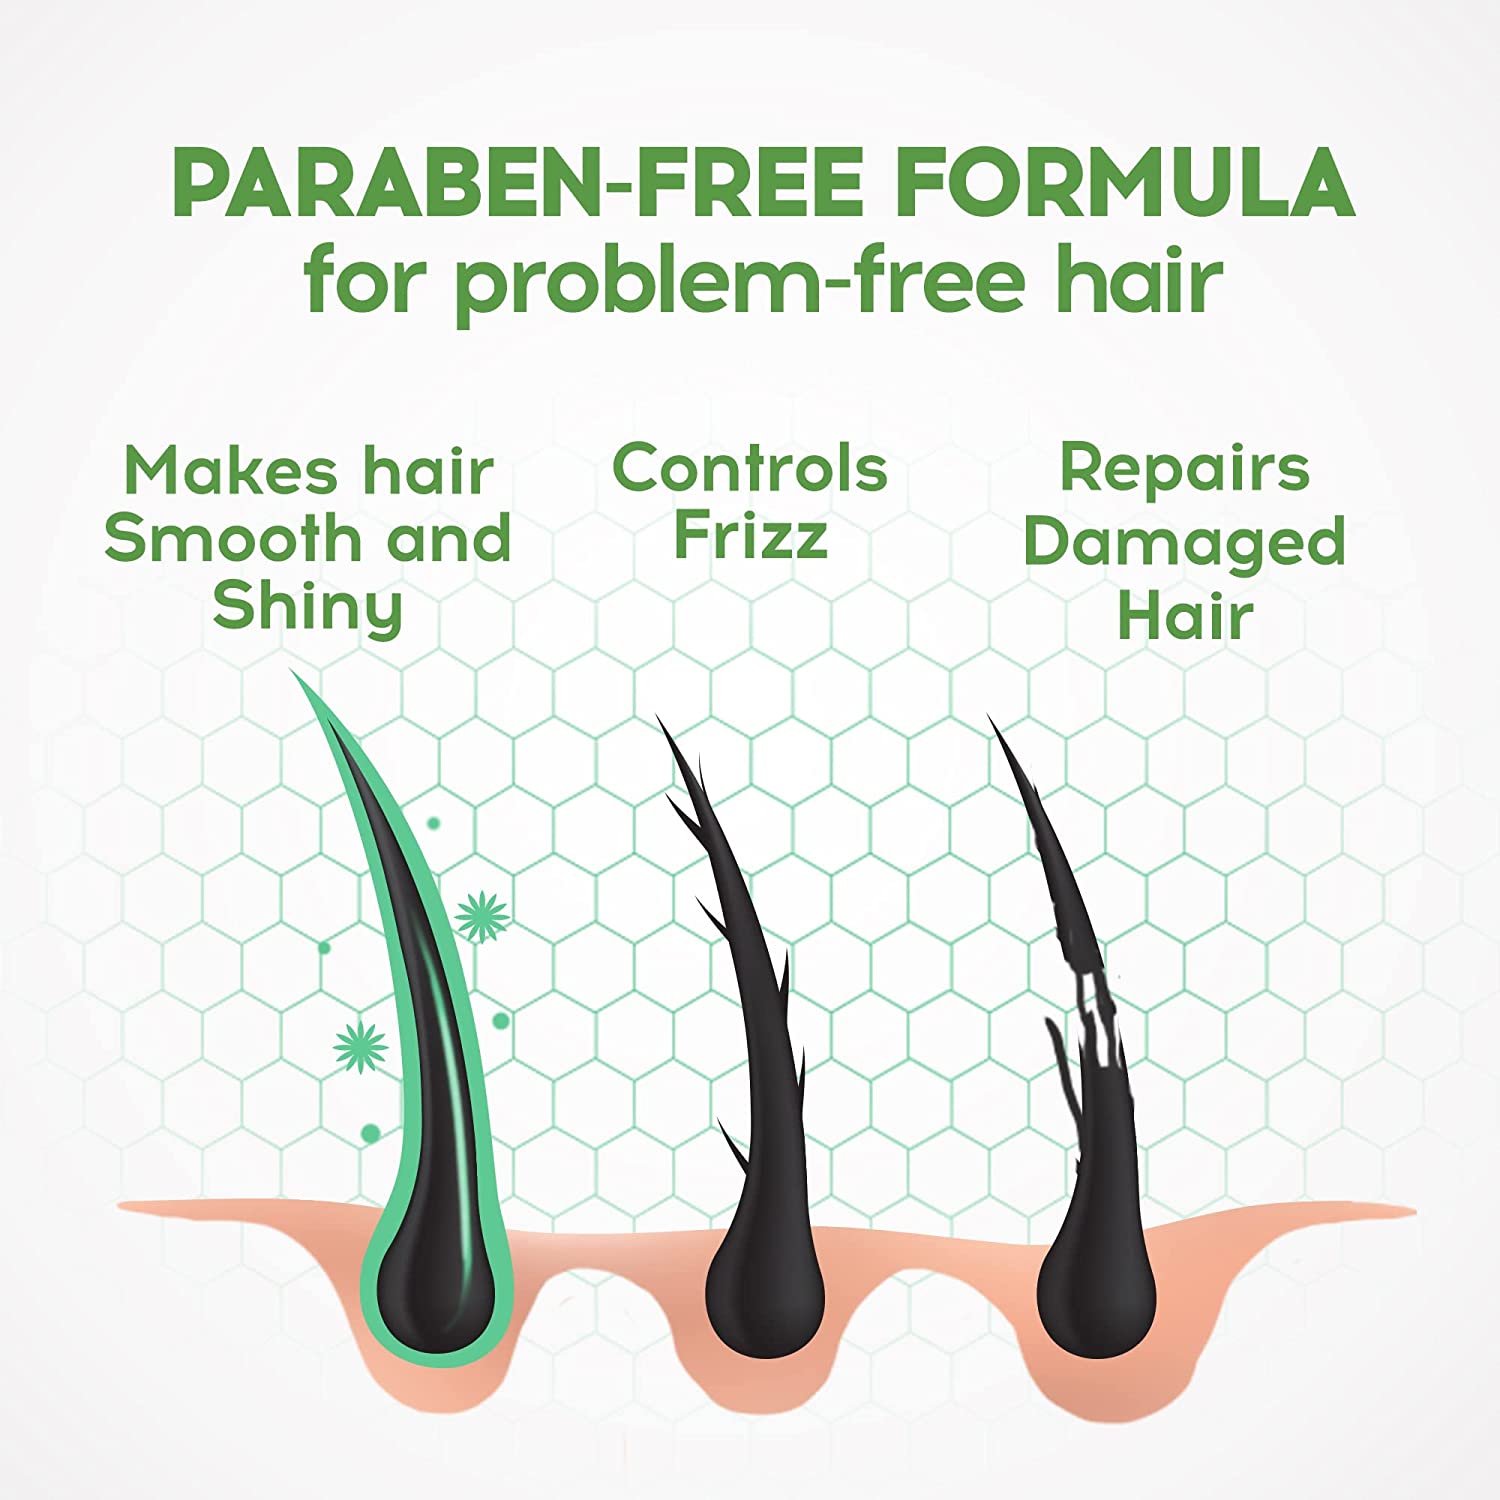 PARABEN-FREE FORMULA
for problem-free hair
Makes hair
Smooth and
Shiny
Controls
Frizz
Repairs
Damaged
Hair